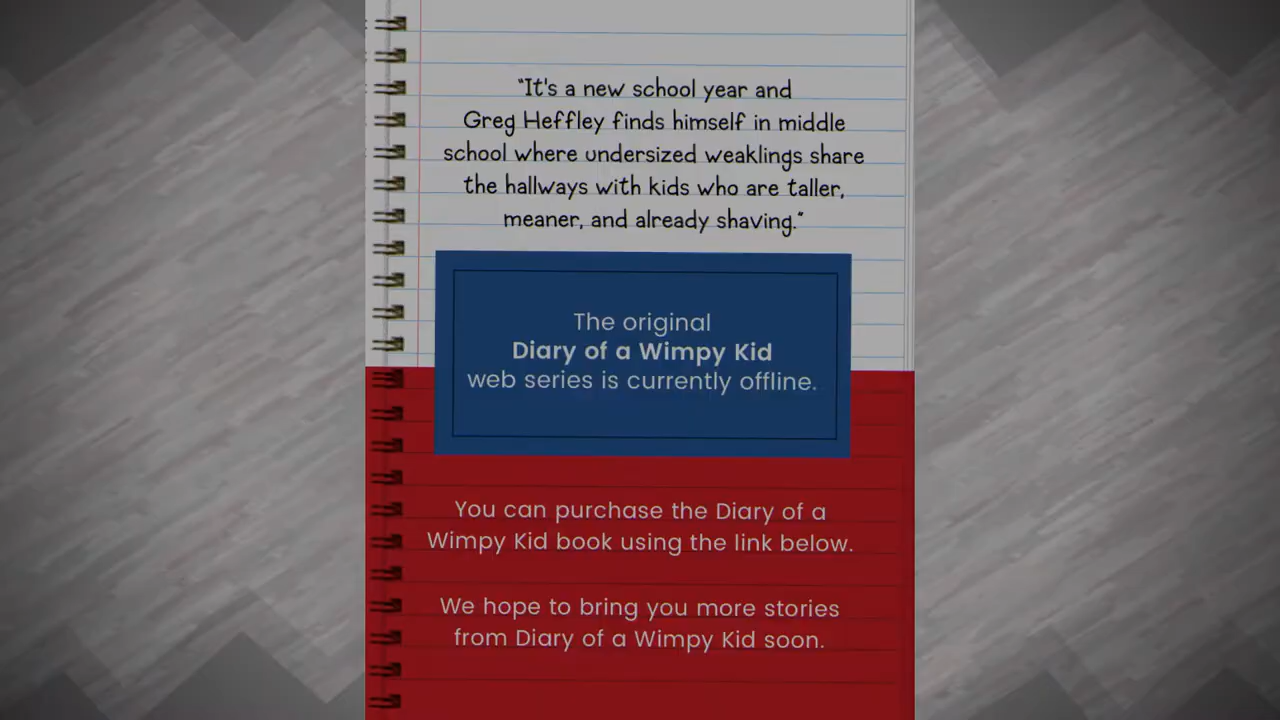 "It's a new school year and
Greg Heffley finds himself in middle
school where undersized weaklings share
the hallways with kids who are taller,
meaner, and already shaving."
The original
Diary of a Wimpy Kid
web series is currently offline.
You can purchase the Diary of a
Wimpy Kid book using the link below.
We hope to bring you more stories
from Diary of a Wimpy Kid soon.